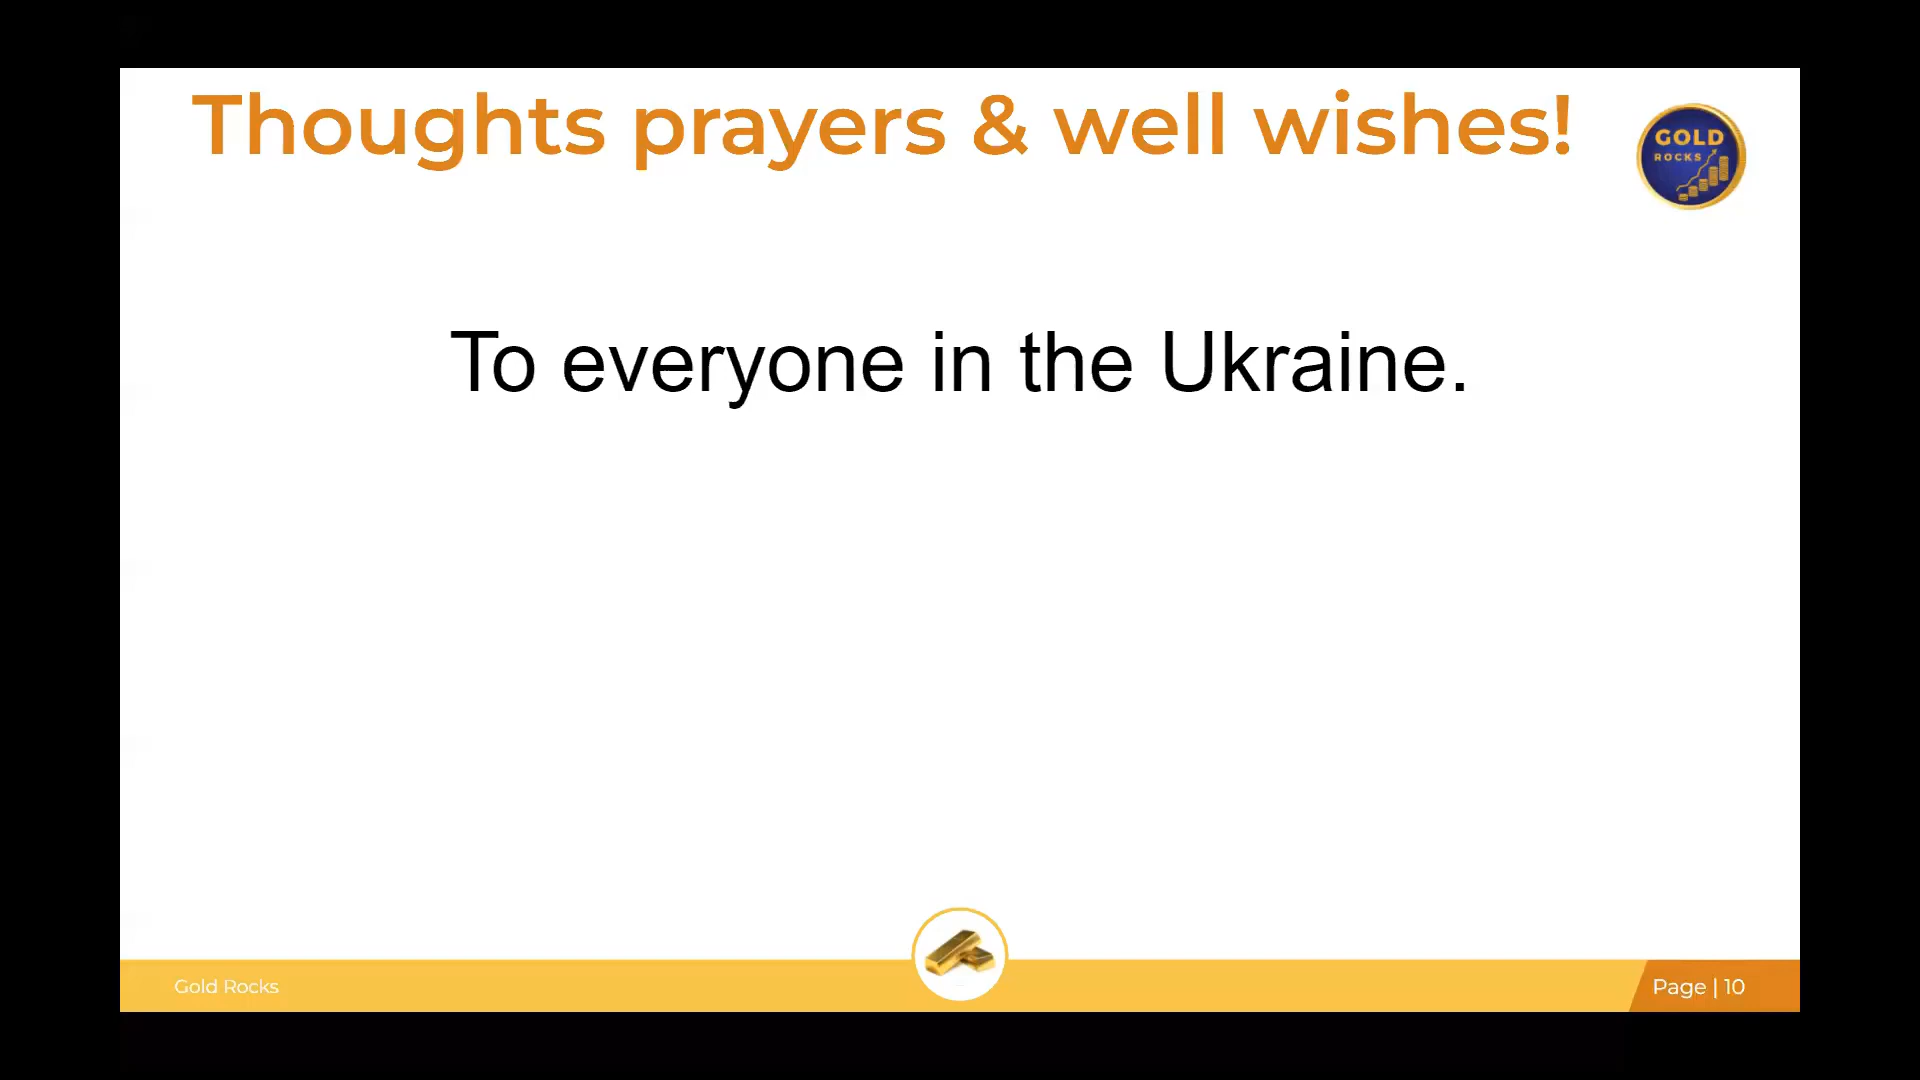 Thoughts prayers & well wishes!
GOLD
ROCKS
To everyone in the Ukraine.
Gold Rocks
Page | 10